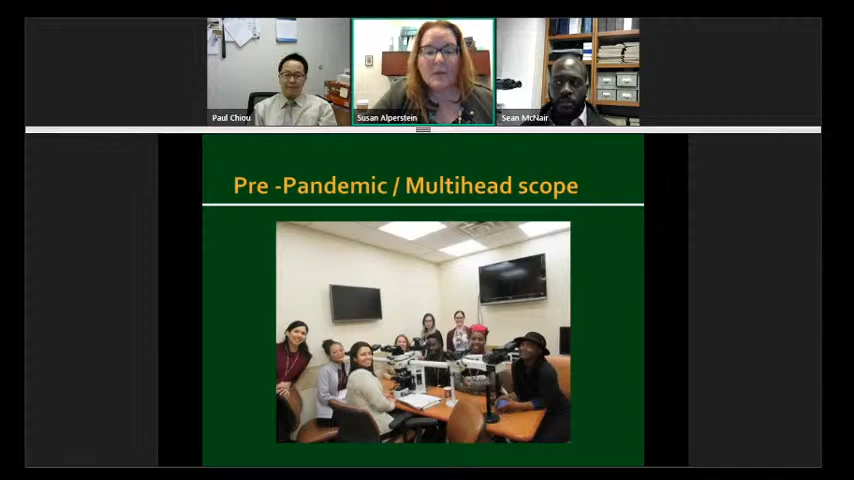 Paul Chiou
Susan Alperstein
Sean McNair
Pre -Pandemic / Multihead scope